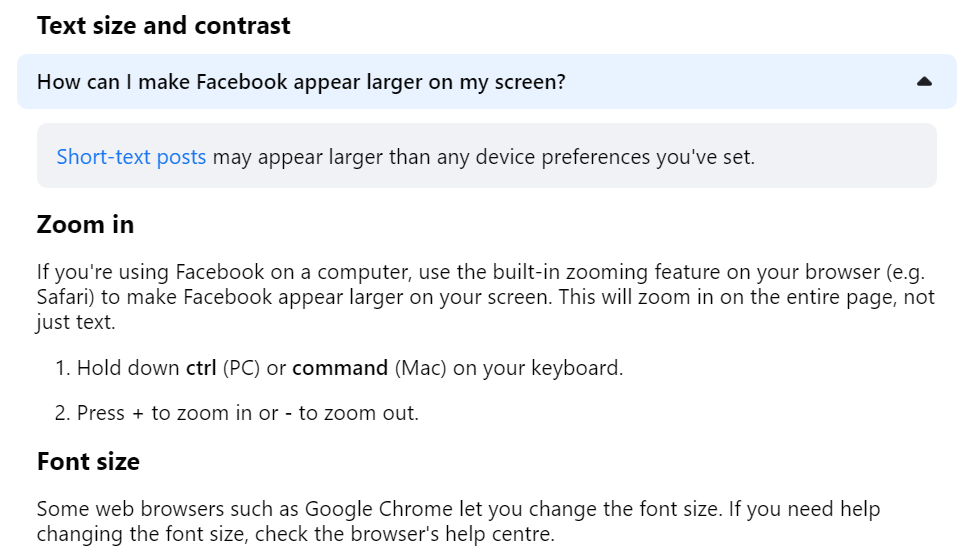 Text size and contrast
How can I make Facebook appear larger on my screen?
Short-text posts may appear larger than any device preferences you've set.
Zoom in
If you're using Facebook on a computer, use the built-in zooming feature on your browser (e.g.
Safari) to make Facebook appear larger on your screen. This will zoom in on the entire page, not
just text.
1. Hold down ctrl (PC) or command (Mac) on your keyboard.
2. Press + to zoom in or - to zoom out.
Font size
Some web browsers such as Google Chrome let you change the font size. If you need help
changing the font size, check the browser's help centre.